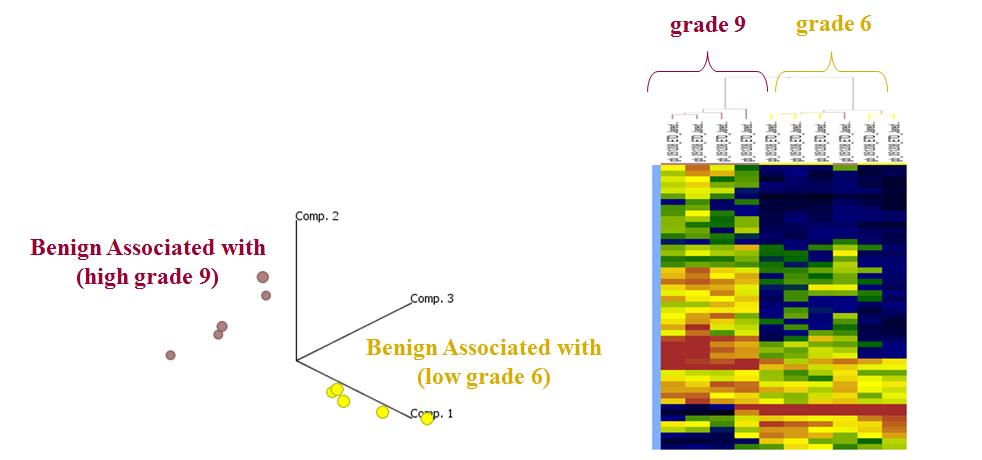 grade 9
grade 6
Comp. 2
Benign Associated with
(high grade 9)
Comp. 3
Benign Associated with
(low grade 6)
Comp. 1